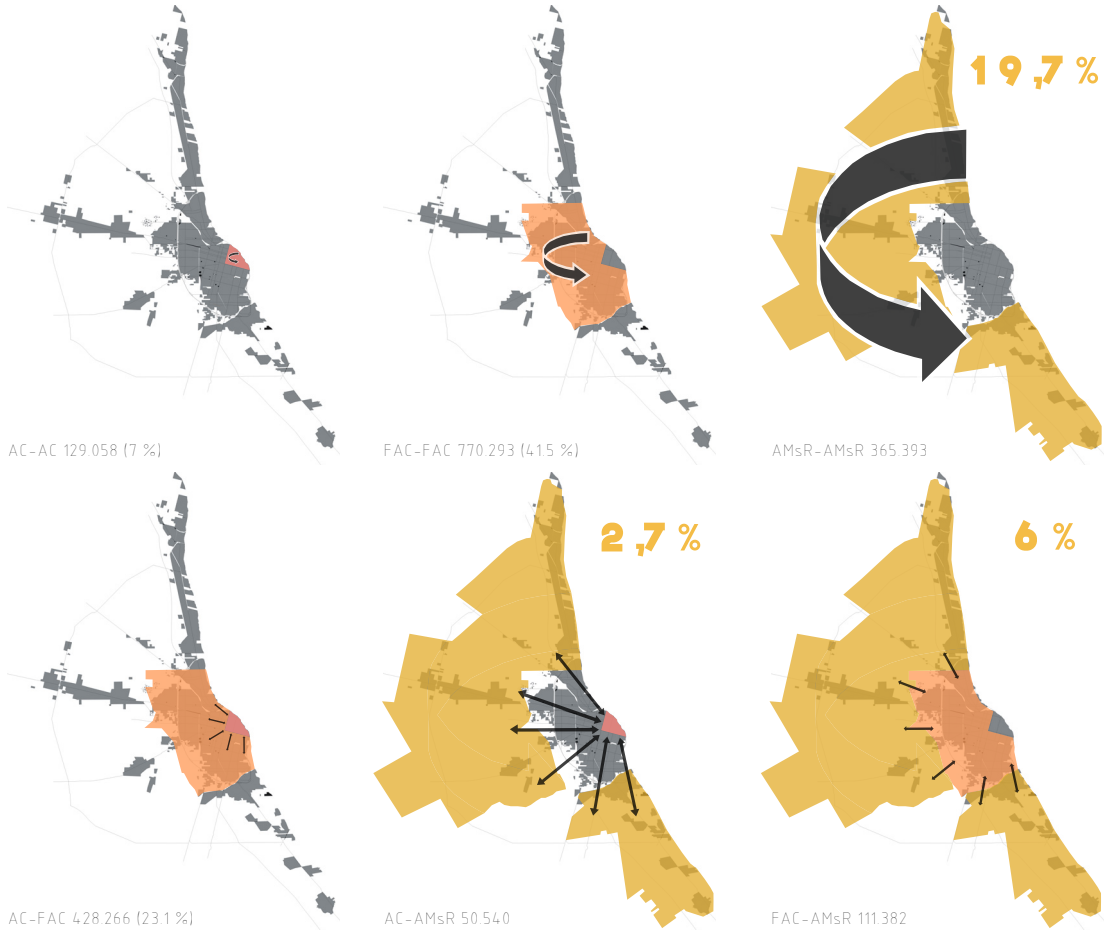 19,7 %
AC-AC 129.058 (7 %)
FAC-FAC 770.293 (41.5 %)
AMsR-AMsR 365.393
2,7 %
6 %
AC-FAC 428.266 (23.1 %)
AC-AMsR 50.540
FAC-AMsR 111.382